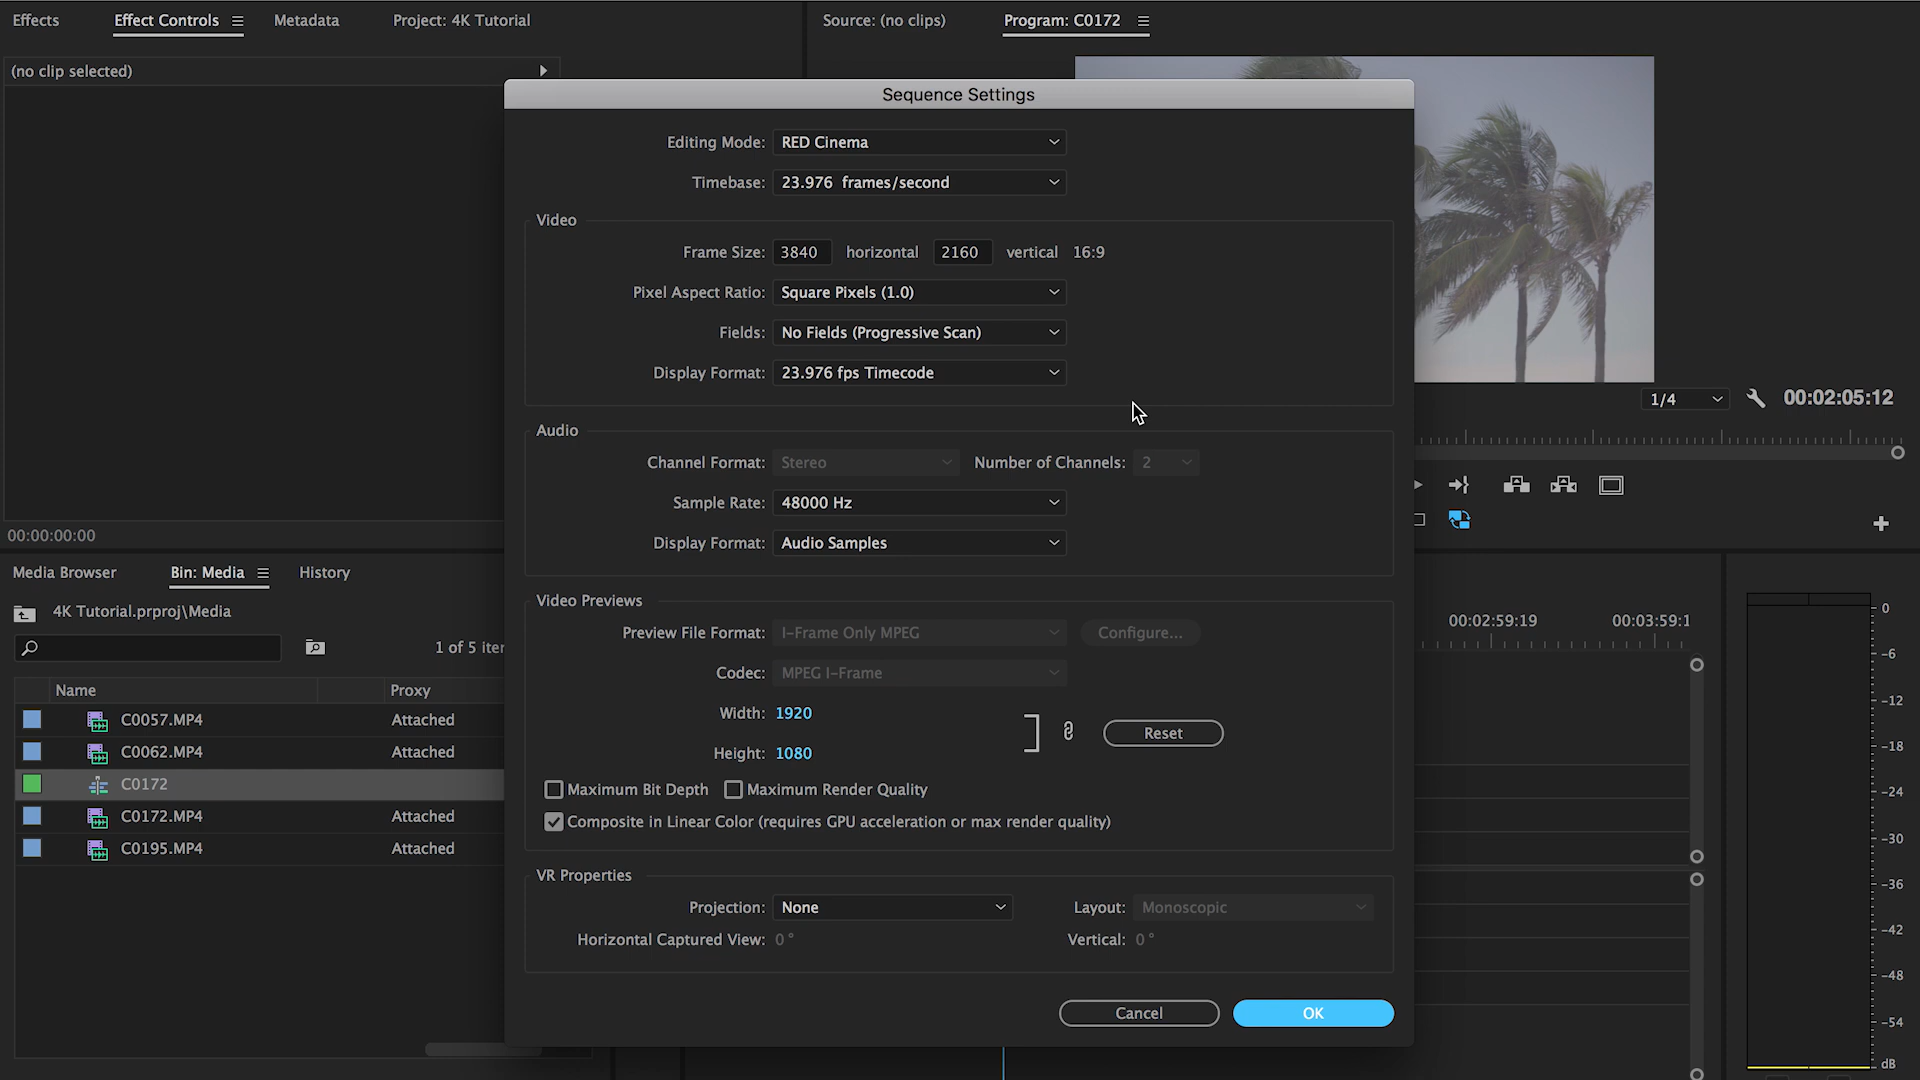 Effects
Effect Controls
Metadata
Project: 4K Tutorial
Source: (no clips)
Program: C0172
(no clip selected)
Sequence Settings
Editing Mode: RED Cinema
Timebase: 23.976 frames/second
Video
Frame Size: 3840 horizontal 2160 vertical 16:9
Pixel Aspect Ratio: Square Pixels (1.0)
Fields: No Fields (Progressive Scan)
Display Format: 23.976 fps Timecode
1/4
00:02:05:12
Audio
Channel Format: Stereo Number of Channels: 2
Sample Rate: 48000 Hz
Display Format: Audio Samples
00:00:00:00
Media Browser
Bin: Media
History
4K Tutorial.prproj\Media
1 of 5 iter
Name Proxy
C0057.MP4 Attached
C0062.MP4 Attached
C0172
C0172.MP4 Attached
C0195.MP4 Attached
Video Previews
Preview File Format: I-Frame Only MPEG Configure...
Codec: MPEG I-Frame
Width: 1920
Height: 1080
Reset
Maximum Bit Depth Maximum Render Quality
Composite in Linear Color (requires GPU acceleration or max render quality)
VR Properties
Projection: None Layout: Monoscopic
Horizontal Captured View: 0° Vertical: 0°
Cancel OK
00:02:59:19 00:03:59:1
0
-6
-12
-18
-24
-30
-36
-42
-48
-54
dB